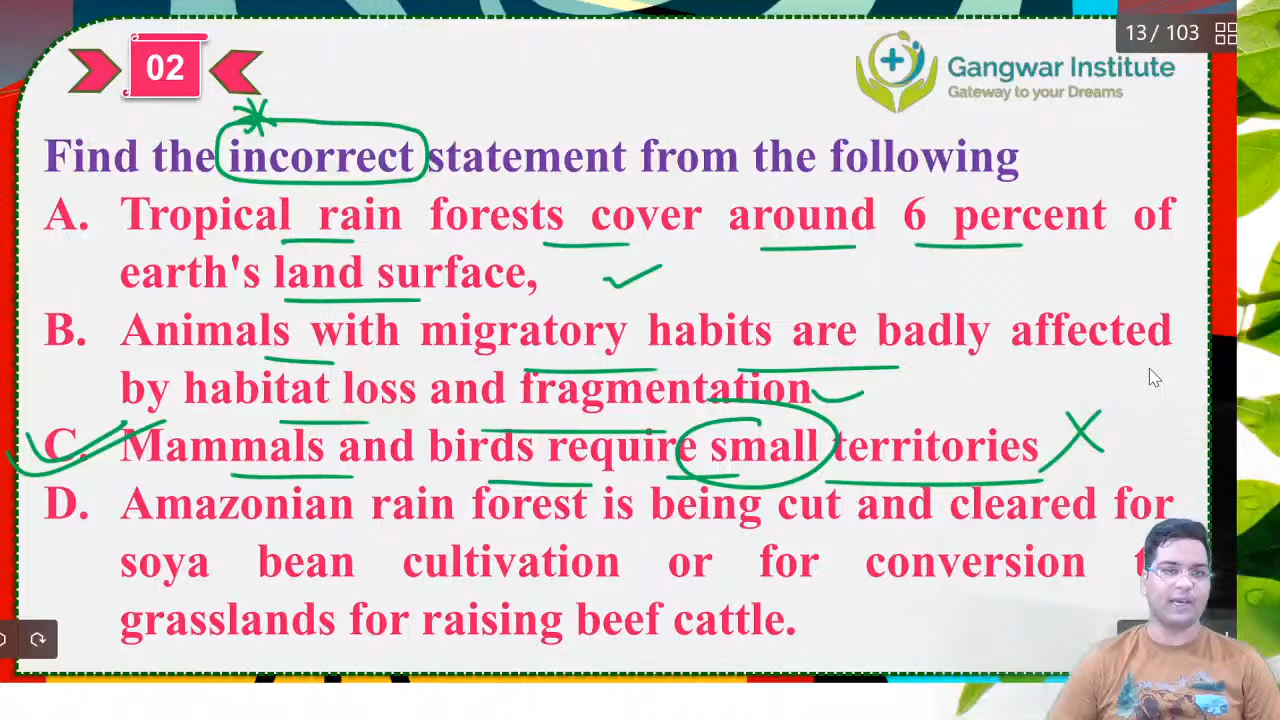 13 / 103
02
Gangwar Institute
Gateway to your Dreams
Find the incorrect statement from the following
A. Tropical rain forests cover around 6 percent of
earth's land surface,
B. Animals with migratory habits are badly affected
by habitat loss and fragmentation
C. Mammals and birds require small territories
D. Amazonian rain forest is being cut and cleared for
soya bean cultivation or for conversion
grasslands for raising beef cattle.